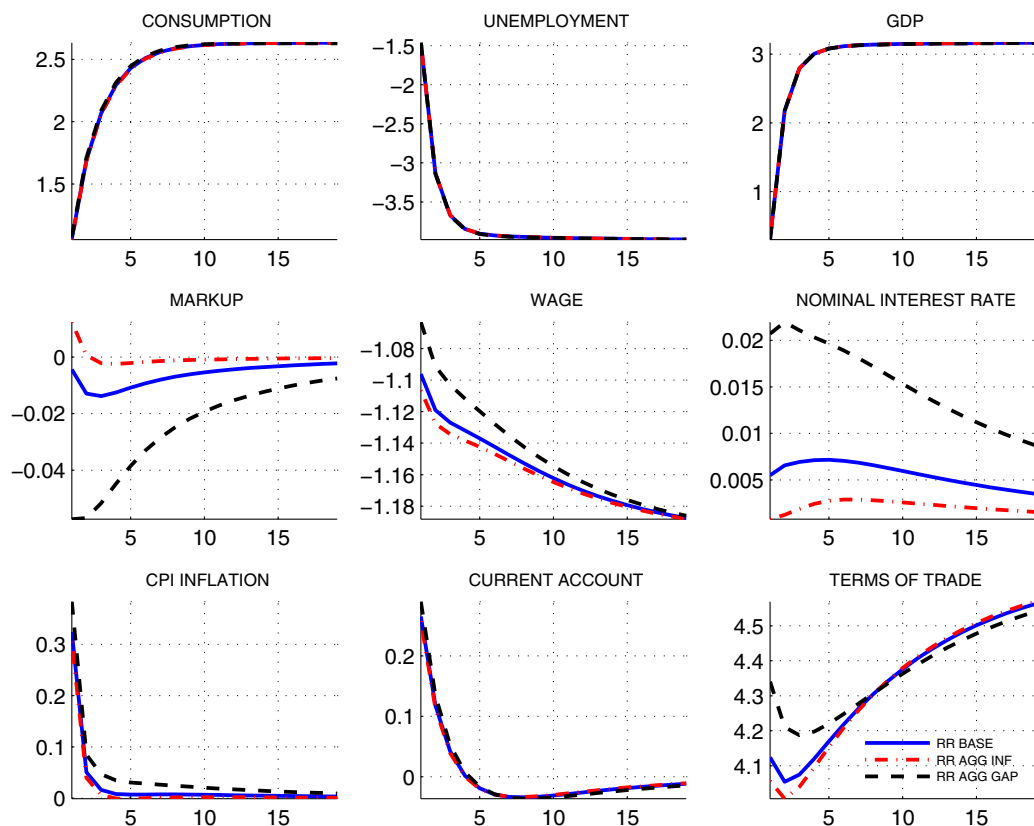 CONSUMPTION
2.5
2
1.5
5 10 15
UNEMPLOYMENT
−1.5
−2
−2.5
−3
−3.5
5 10 15
GDP
3
2
1
5 10 15
MARKUP
0
−0.02
−0.04
5 10 15
WAGE
−1.08
−1.1
−1.12
−1.14
−1.16
−1.18
5 10 15
NOMINAL INTEREST RATE
0.02
0.015
0.01
0.005
5 10 15
CPI INFLATION
0.3
0.2
0.1
0
5 10 15
CURRENT ACCOUNT
0.2
0.1
0
5 10 15
TERMS OF TRADE
4.5
4.4
4.3
4.2
4.1
RR BASE
RR AGG INF.
RR AGG GAP
5 10 15